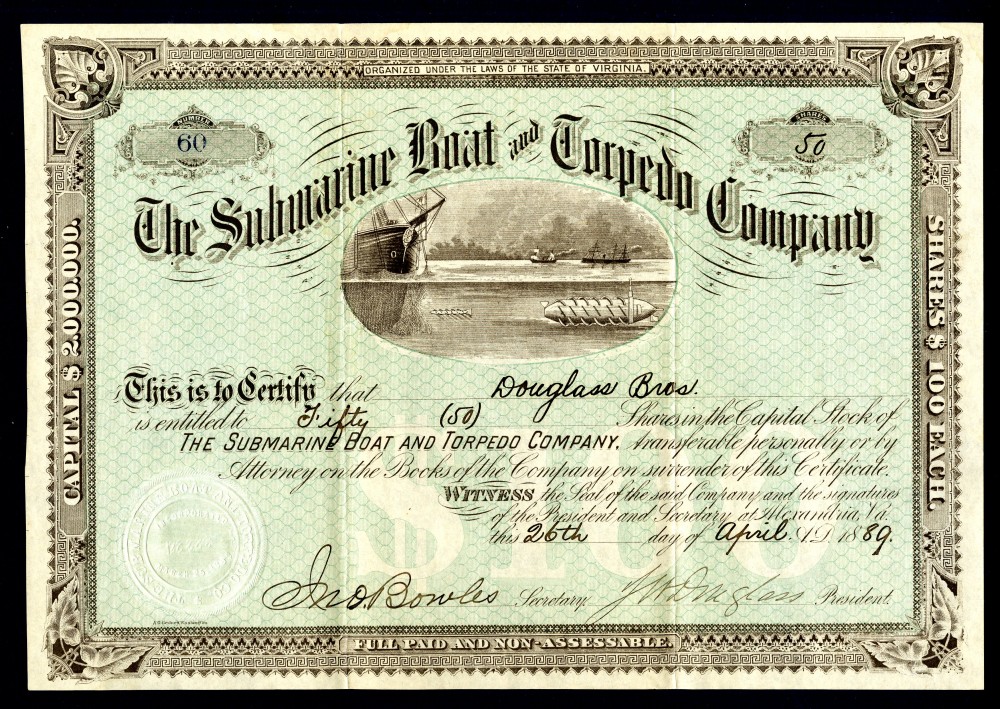 ORGANIZED UNDER THE LAWS OF THE STATE OF VIRGINIA.
NUMBER
60
SHARES
50
The Submarine Boat and Torpedo Company
CAPITAL $ 2.000.000.
SHARES $ 100 EACH.
This is to Certify that Douglass Bros.
is entitled to Fifty (50) Shares in the Capital Stock of
THE SUBMARINE BOAT AND TORPEDO COMPANY. transferable personally or by
Attorney on the Books of the Company on surrender of this Certificate.
WITNESS the Seal of the said Company and the signatures
of the President and Secretary at Alexandria, Va.
this 26th day of April A.D. 1889.
$100
Jno. Bowles Secretary. Douglass President.
FULL PAID AND NON-ASSESSABLE.